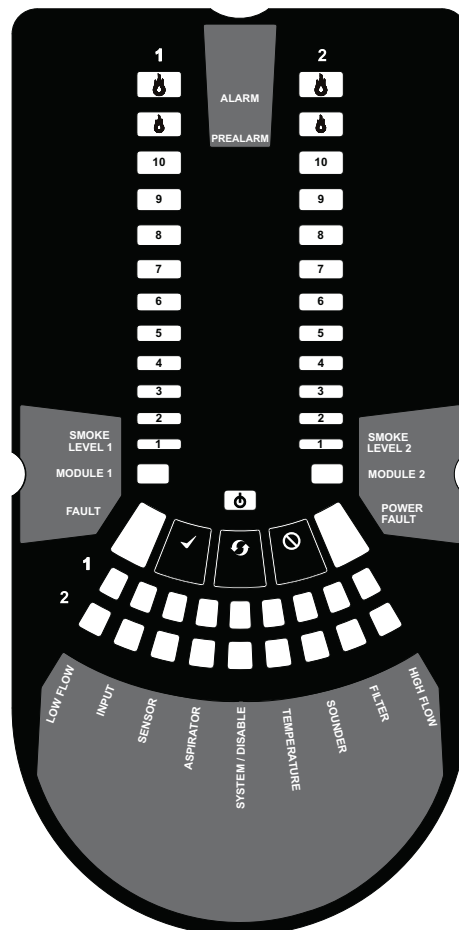 1 2
ALARM
PREALARM
10 10
9 9
8 8
7 7
6 6
5 5
4 4
3 3
2 2
1 1
SMOKE
LEVEL 1
SMOKE
LEVEL 2
MODULE 1
MODULE 2
FAULT
POWER
FAULT
1
2
LOW FLOW
INPUT
SENSOR
ASPIRATOR
SYSTEM / DISABLE
TEMPERATURE
SOUNDER
FILTER
HIGH FLOW